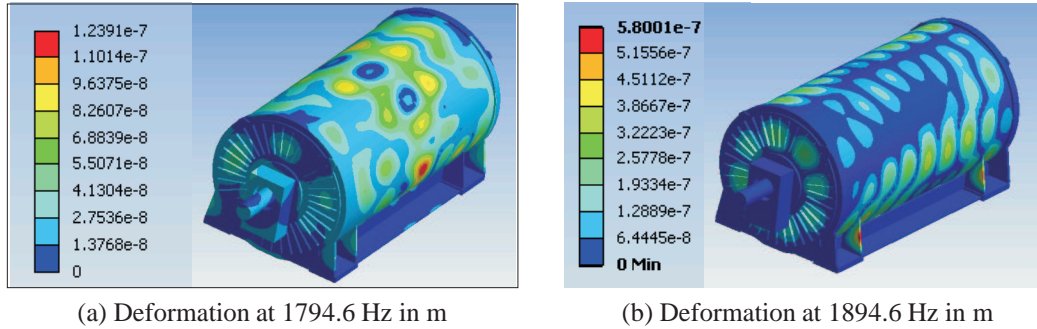 1.2391e-7
1.1014e-7
9.6375e-8
8.2607e-8
6.8839e-8
5.5071e-8
4.1304e-8
2.7536e-8
1.3768e-8
0
5.8001e-7
5.1556e-7
4.5112e-7
3.8667e-7
3.2223e-7
2.5778e-7
1.9334e-7
1.2889e-7
6.4445e-8
0 Min
(a) Deformation at 1794.6 Hz in m
(b) Deformation at 1894.6 Hz in m